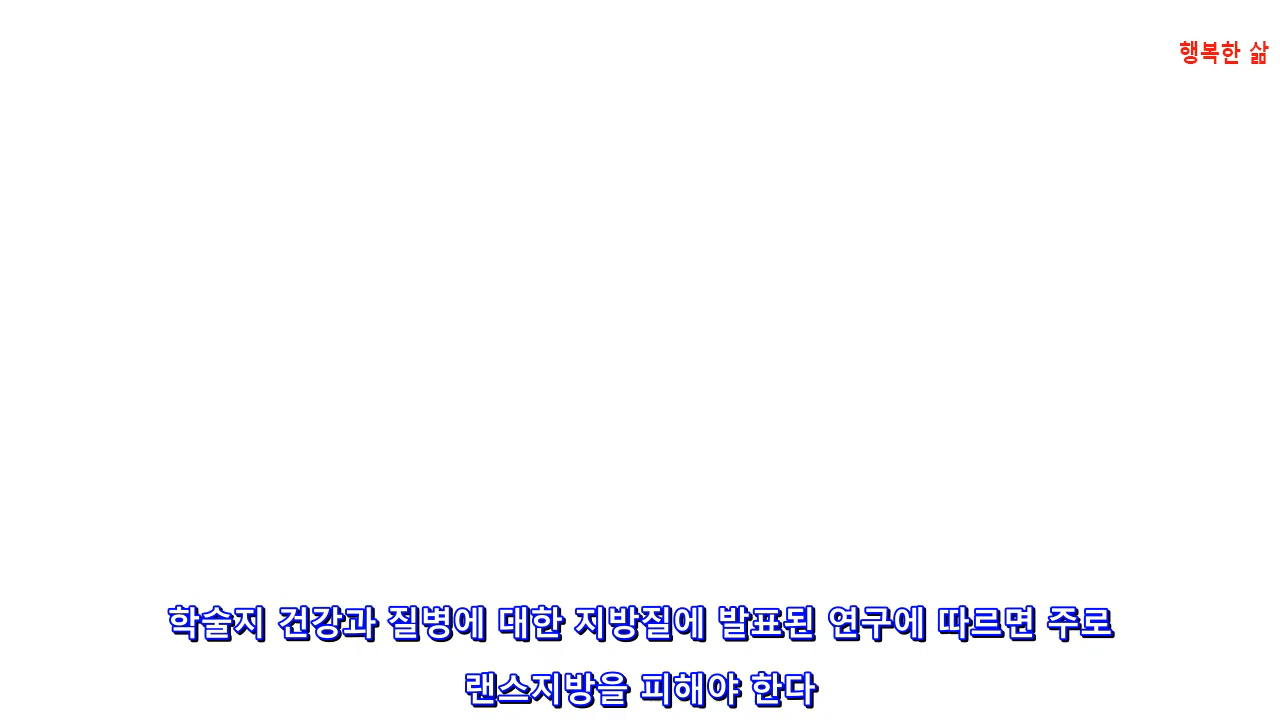 행복한 삶
학술지 건강과 질병에 대한 지방질에 발표된 연구에 따르면 주로
랜스지방을 피해야 한다